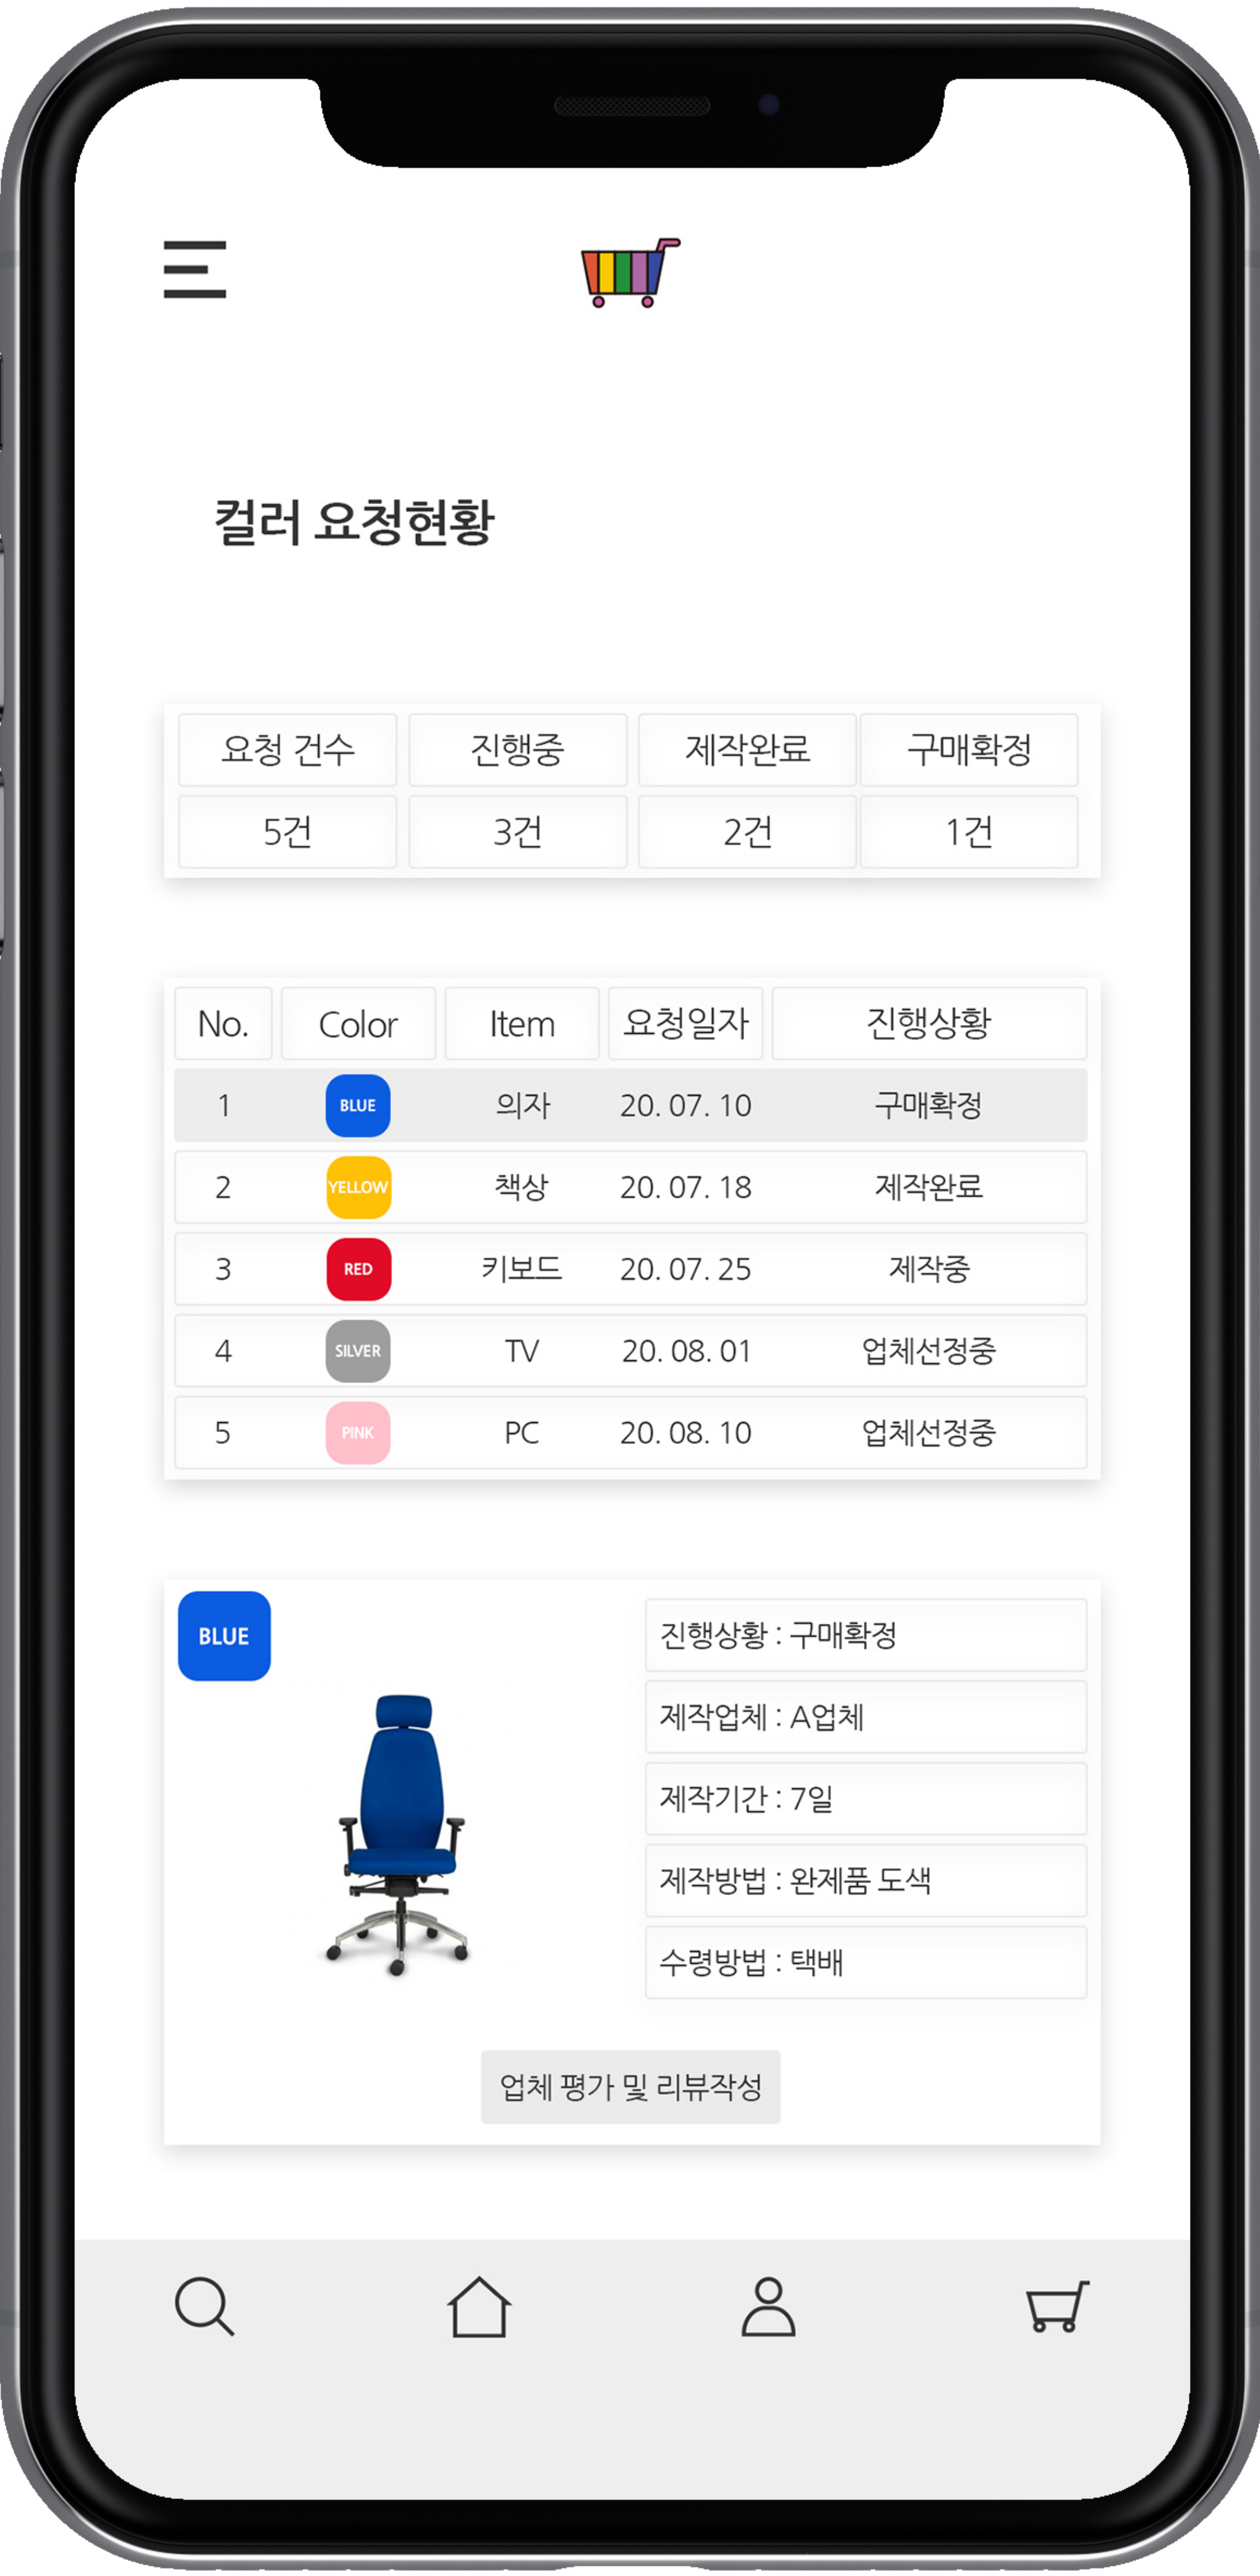 컬러 요청현황
요청 건수 진행중 제작완료 구매확정
5건 3건 2건 1건
No. Color Item 요청일자 진행상황
1 BLUE 의자 20. 07. 10 구매확정
2 YELLOW 책상 20. 07. 18 제작완료
3 RED 키보드 20. 07. 25 제작중
4 SILVER TV 20. 08. 01 업체선정중
5 PINK PC 20. 08. 10 업체선정중
BLUE
진행상황 : 구매확정
제작업체 : A업체
제작기간 : 7일
제작방법 : 완제품 도색
수령방법 : 택배
업체 평가 및 리뷰작성